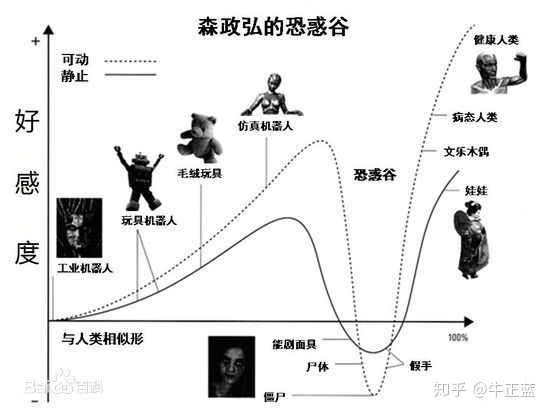 森政弘的恐惑谷
+
可动
静止
好感度
健康人类
病态人类
文乐木偶
娃娃
仿真机器人
毛绒玩具
恐惑谷
玩具机器人
工业机器人
与人类相似形
100%
能剧面具
尸体
假手
僵尸
-
Baidu百科
知乎 @牛正蓝